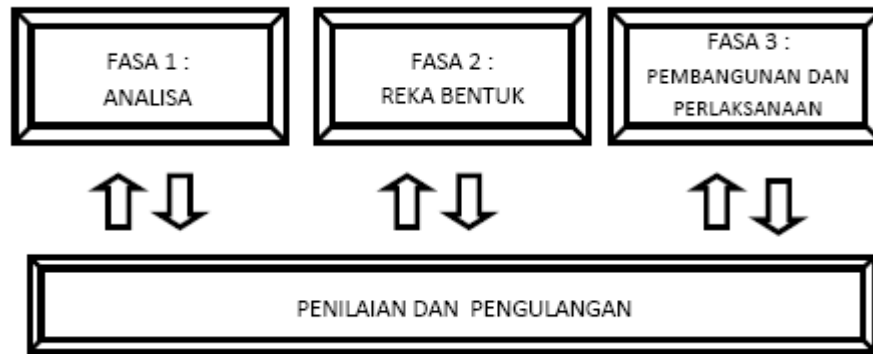 FASA 1 :
ANALISA
FASA 2 :
REKA BENTUK
FASA 3 :
PEMBANGUNAN DAN
PERLAKSANAAN
PENILAIAN DAN PENGULANGAN